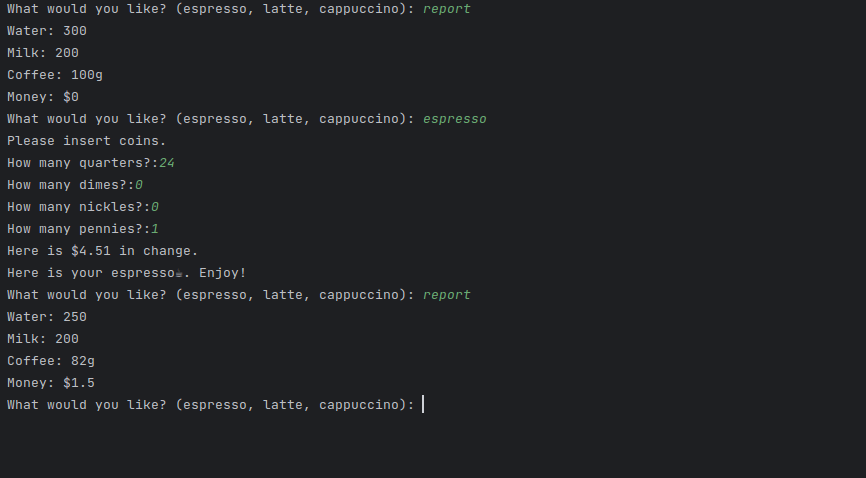 What would you like? (espresso, latte, cappuccino): report
Water: 300
Milk: 200
Coffee: 100g
Money: $0
What would you like? (espresso, latte, cappuccino): espresso
Please insert coins.
How many quarters?:24
How many dimes?:0
How many nickles?:0
How many pennies?:1
Here is $4.51 in change.
Here is your espresso☕. Enjoy!
What would you like? (espresso, latte, cappuccino): report
Water: 250
Milk: 200
Coffee: 82g
Money: $1.5
What would you like? (espresso, latte, cappuccino):